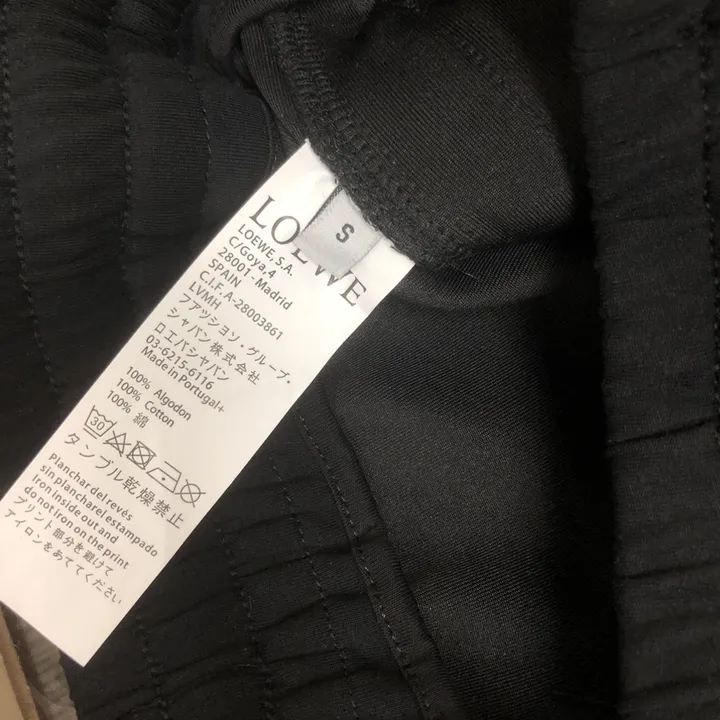 LOEWE
S
LOEWE, S.A.
C/Goya, 4
28001 - Madrid
SPAIN
C.I.F. A-28003861
LVMH
ファッション・グループ・
ジャパン株式会社
ロエベジャパン
03-6215-6116
Made in Portugal+
100% Algodon
100% Cotton
100% 綿
30
タンブル乾燥禁止
Planchar del revés
sin planchar el estampado
Iron inside out and
do not iron on the print
プリント部分を避けて
アイロンをあててください